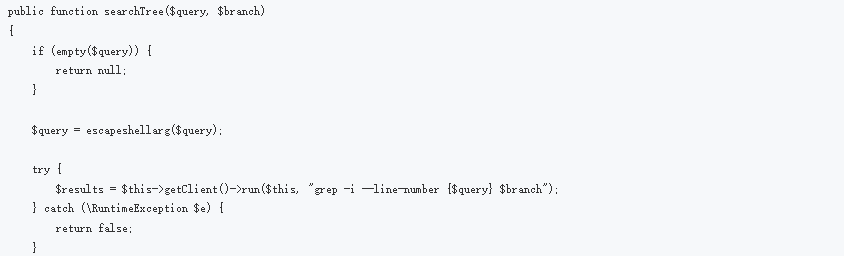 public function searchTree($query, $branch)
{
    if (empty($query)) {
        return null;
    }
    $query = escapeshellarg($query);
    try {
        $results = $this->getClient()->run($this, "grep -i --line-number {$query} $branch");
    } catch (\RuntimeException $e) {
        return false;
    }